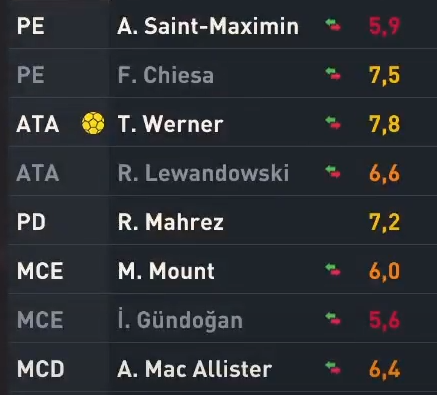 PE A. Saint-Maximin 5,9
PE F. Chiesa 7,5
ATA T. Werner 7,8
ATA R. Lewandowski 6,6
PD R. Mahrez 7,2
MCE M. Mount 6,0
MCE İ. Gündoğan 5,6
MCD A. Mac Allister 6,4